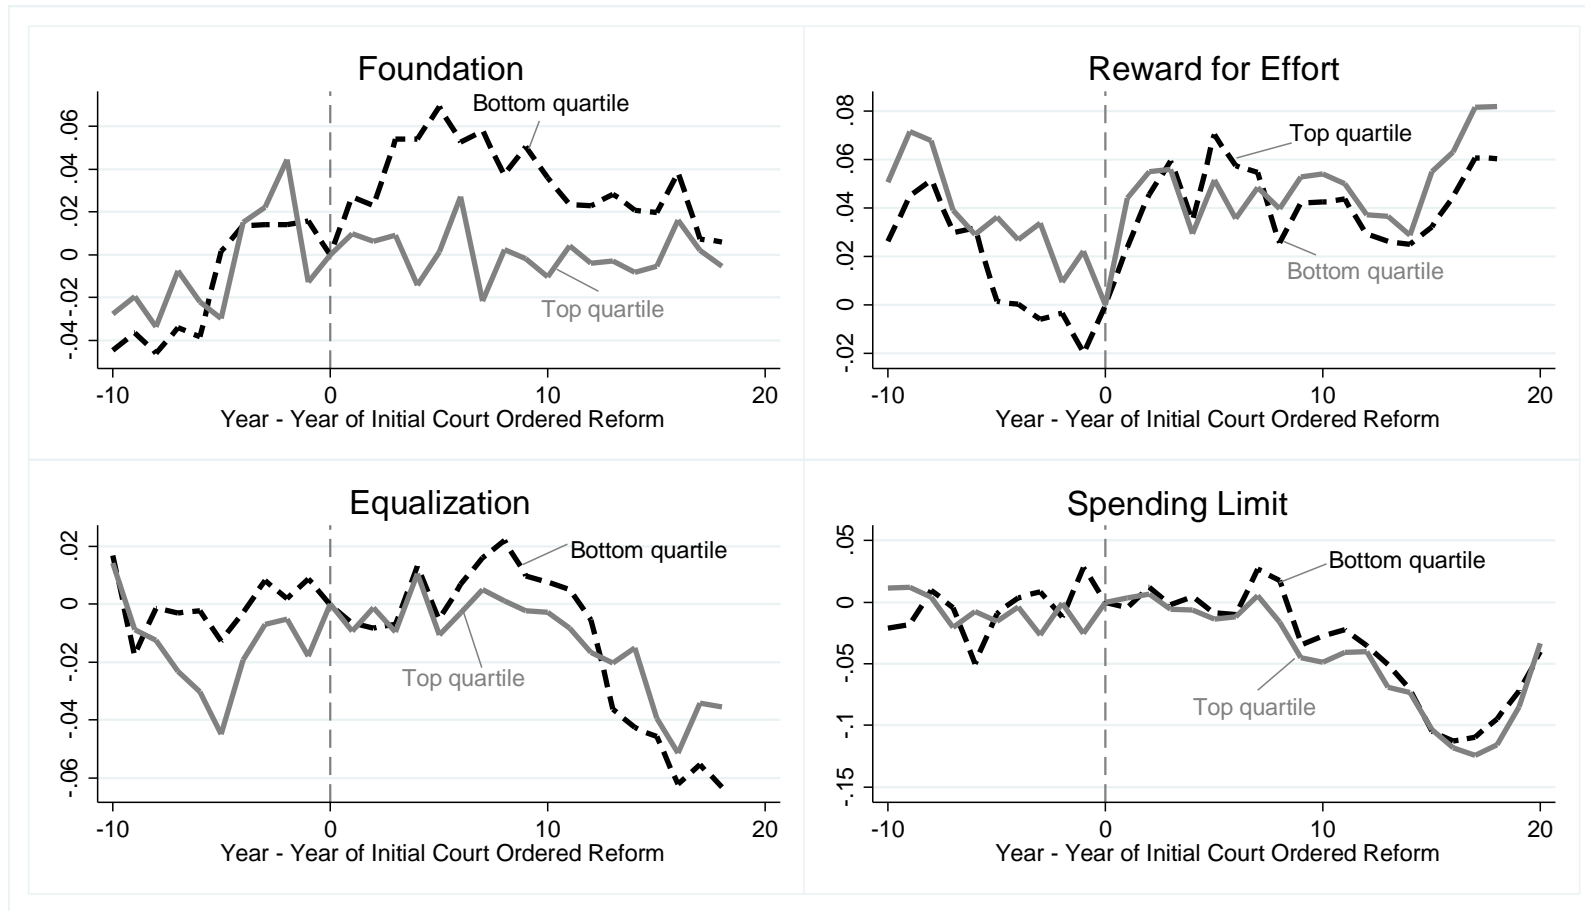 Foundation
Bottom quartile
Top quartile
.06
.04
.02
0
-.02
-.04
-10
0
10
20
Year - Year of Initial Court Ordered Reform
Reward for Effort
Top quartile
Bottom quartile
.08
.06
.04
.02
0
-.02
-10
0
10
20
Year - Year of Initial Court Ordered Reform
Equalization
Bottom quartile
Top quartile
.02
0
-.02
-.04
-.06
-10
0
10
20
Year - Year of Initial Court Ordered Reform
Spending Limit
Bottom quartile
Top quartile
.05
0
-.05
-.1
-.15
-10
0
10
20
Year - Year of Initial Court Ordered Reform